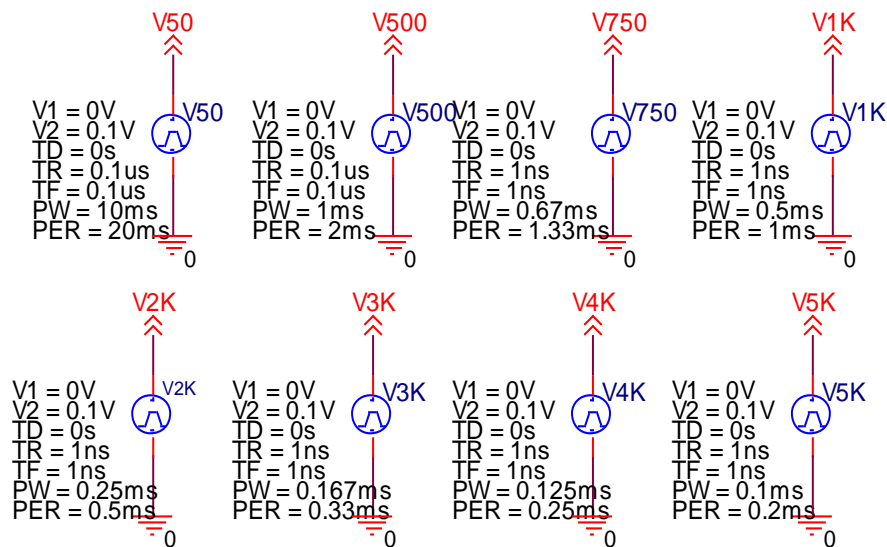 V50
V50
V1 = 0V
V2 = 0.1V
TD = 0s
TR = 0.1us
TF = 0.1us
PW = 10ms
PER = 20ms
0
V500
V500
V1 = 0V
V2 = 0.1V
TD = 0s
TR = 0.1us
TF = 0.1us
PW = 1ms
PER = 2ms
0
V750
V750
V1 = 0V
V2 = 0.1V
TD = 0s
TR = 1ns
TF = 1ns
PW = 0.67ms
PER = 1.33ms
0
V1K
V1K
V1 = 0V
V2 = 0.1V
TD = 0s
TR = 1ns
TF = 1ns
PW = 0.5ms
PER = 1ms
0
V2K
V2K
V1 = 0V
V2 = 0.1V
TD = 0s
TR = 1ns
TF = 1ns
PW = 0.25ms
PER = 0.5ms
0
V3K
V3K
V1 = 0V
V2 = 0.1V
TD = 0s
TR = 1ns
TF = 1ns
PW = 0.167ms
PER = 0.33ms
0
V4K
V4K
V1 = 0V
V2 = 0.1V
TD = 0s
TR = 1ns
TF = 1ns
PW = 0.125ms
PER = 0.25ms
0
V5K
V5K
V1 = 0V
V2 = 0.1V
TD = 0s
TR = 1ns
TF = 1ns
PW = 0.1ms
PER = 0.2ms
0